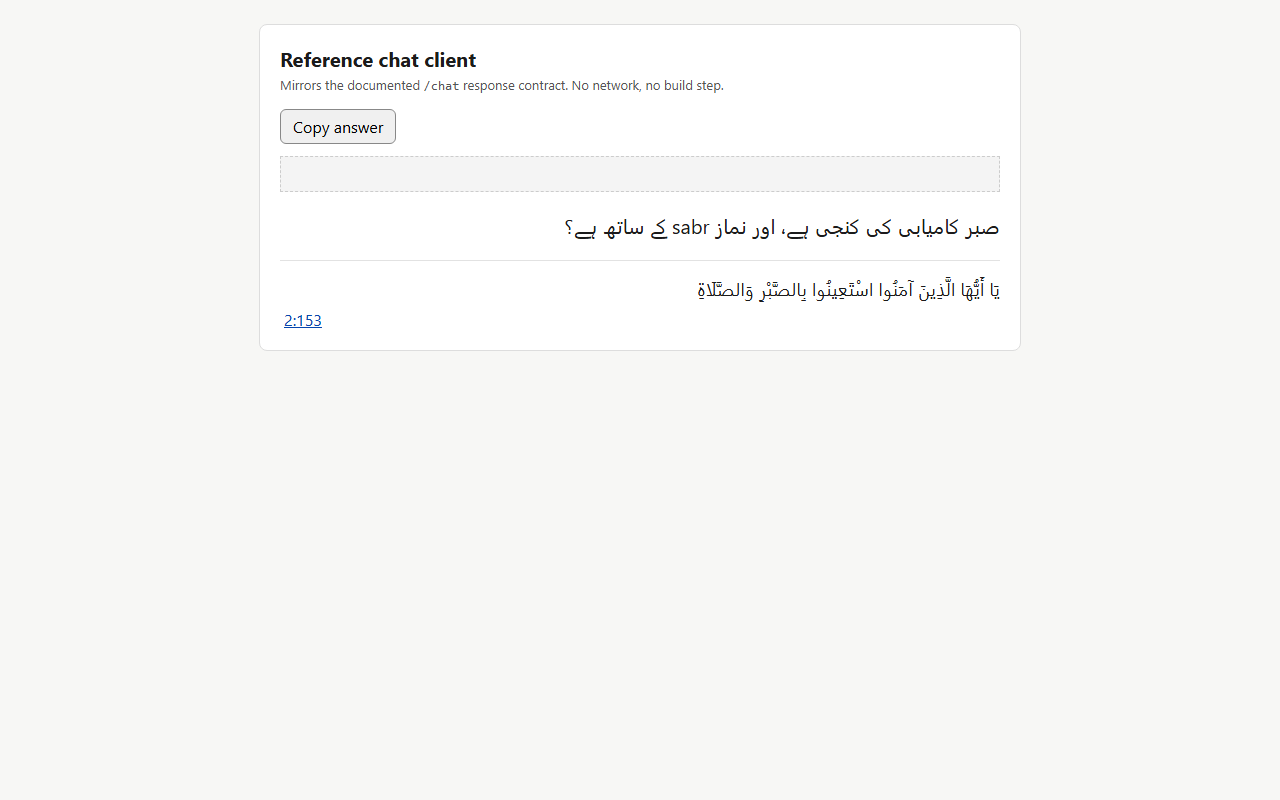 Reference chat client
Mirrors the documented /chat response contract. No network, no build step.
Copy answer
صبر کامیابی کی کنجی ہے، اور نماز sabr کے ساتھ ہے؟
يَا أَيُّهَا الَّذِينَ آمَنُوا اسْتَعِينُوا بِالصَّبْرِ وَالصَّلَاةِ
2:153